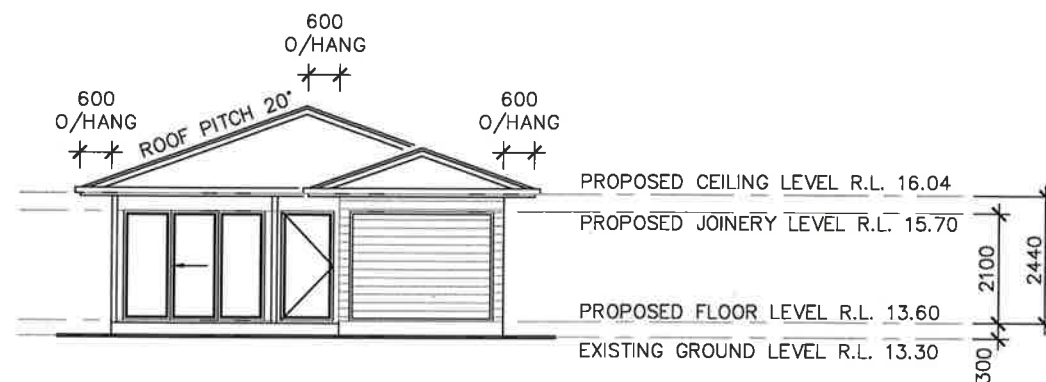 600
O/HANG
600
O/HANG
ROOF PITCH 20°
600
O/HANG
PROPOSED CEILING LEVEL R.L. 16.04
PROPOSED JOINERY LEVEL R.L. 15.70
PROPOSED FLOOR LEVEL R.L. 13.60
EXISTING GROUND LEVEL R.L. 13.30
2100
2440
300